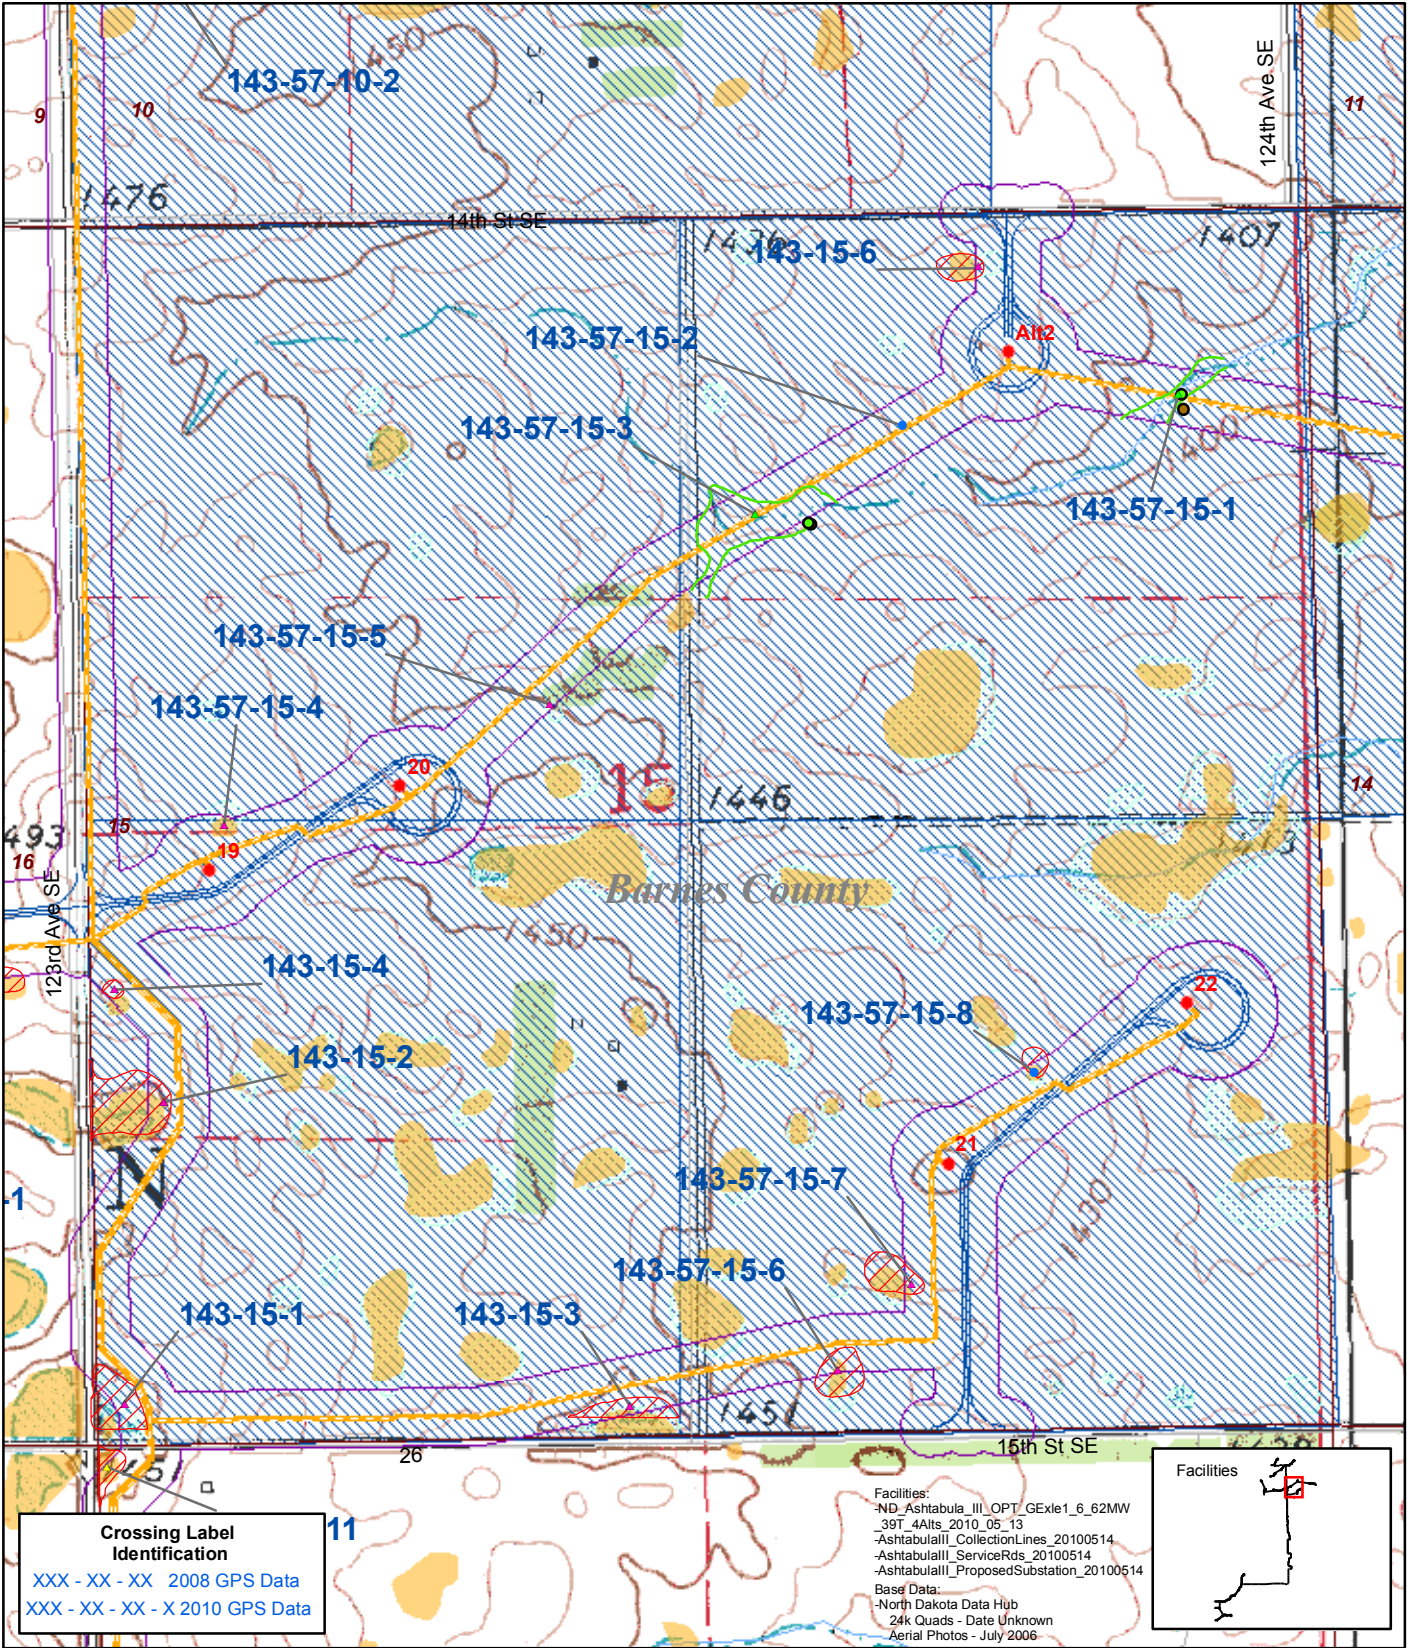 143-57-10-2
450
9
10
11
124th Ave SE
1476
14th St SE
143-15-6
1407
143-57-15-2
Alt2
143-57-15-3
1400
143-57-15-1
143-57-15-5
143-57-15-4
20
15
1446
14
493
15
16
19
Barnes County
123rd Ave SE
1450
143-15-4
22
143-57-15-8
143-15-2
21
N
143-57-15-7
-1
1430
143-57-15-6
143-15-1
143-15-3
1451
26
15th St SE
11
Crossing Label
Identification
XXX - XX - XX 2008 GPS Data
XXX - XX - XX - X 2010 GPS Data
Facilities:
-ND_Ashtabula_III_OPT_GExle1_6_62MW
_39T_4Alts_2010_05_13
-AshtabulaIII_CollectionLines_20100514
-AshtabulaIII_ServiceRds_20100514
-AshtabulaIII_ProposedSubstation_20100514
Base Data:
-North Dakota Data Hub
24k Quads - Date Unknown
Aerial Photos - July 2006
Facilities